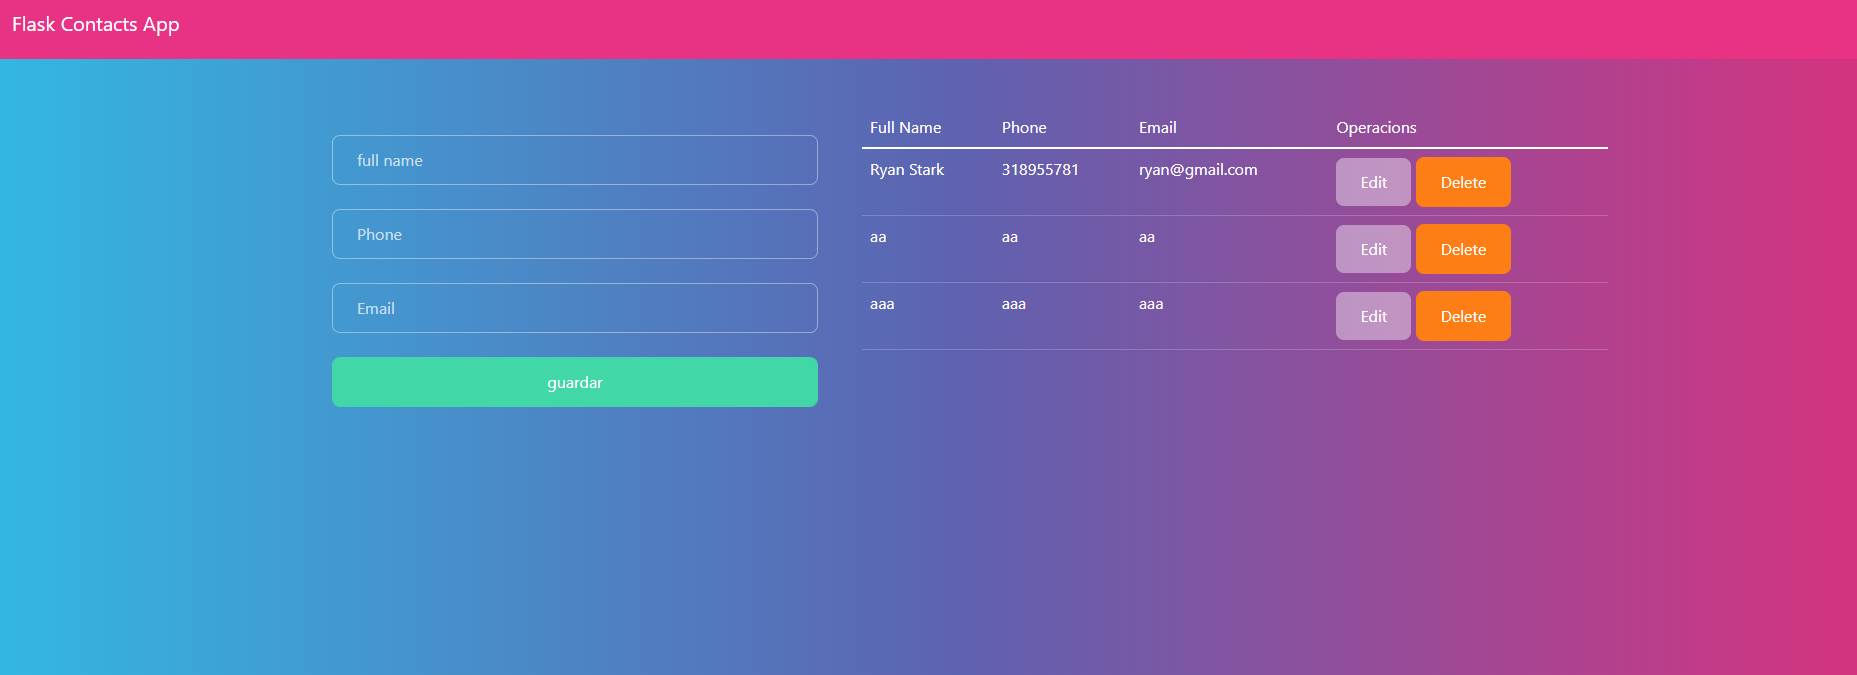 Flask Contacts App
full name
Phone
Email
guardar
Full Name Phone Email Operacions
Ryan Stark 318955781 ryan@gmail.com Edit Delete
aa aa aa Edit Delete
aaa aaa aaa Edit Delete